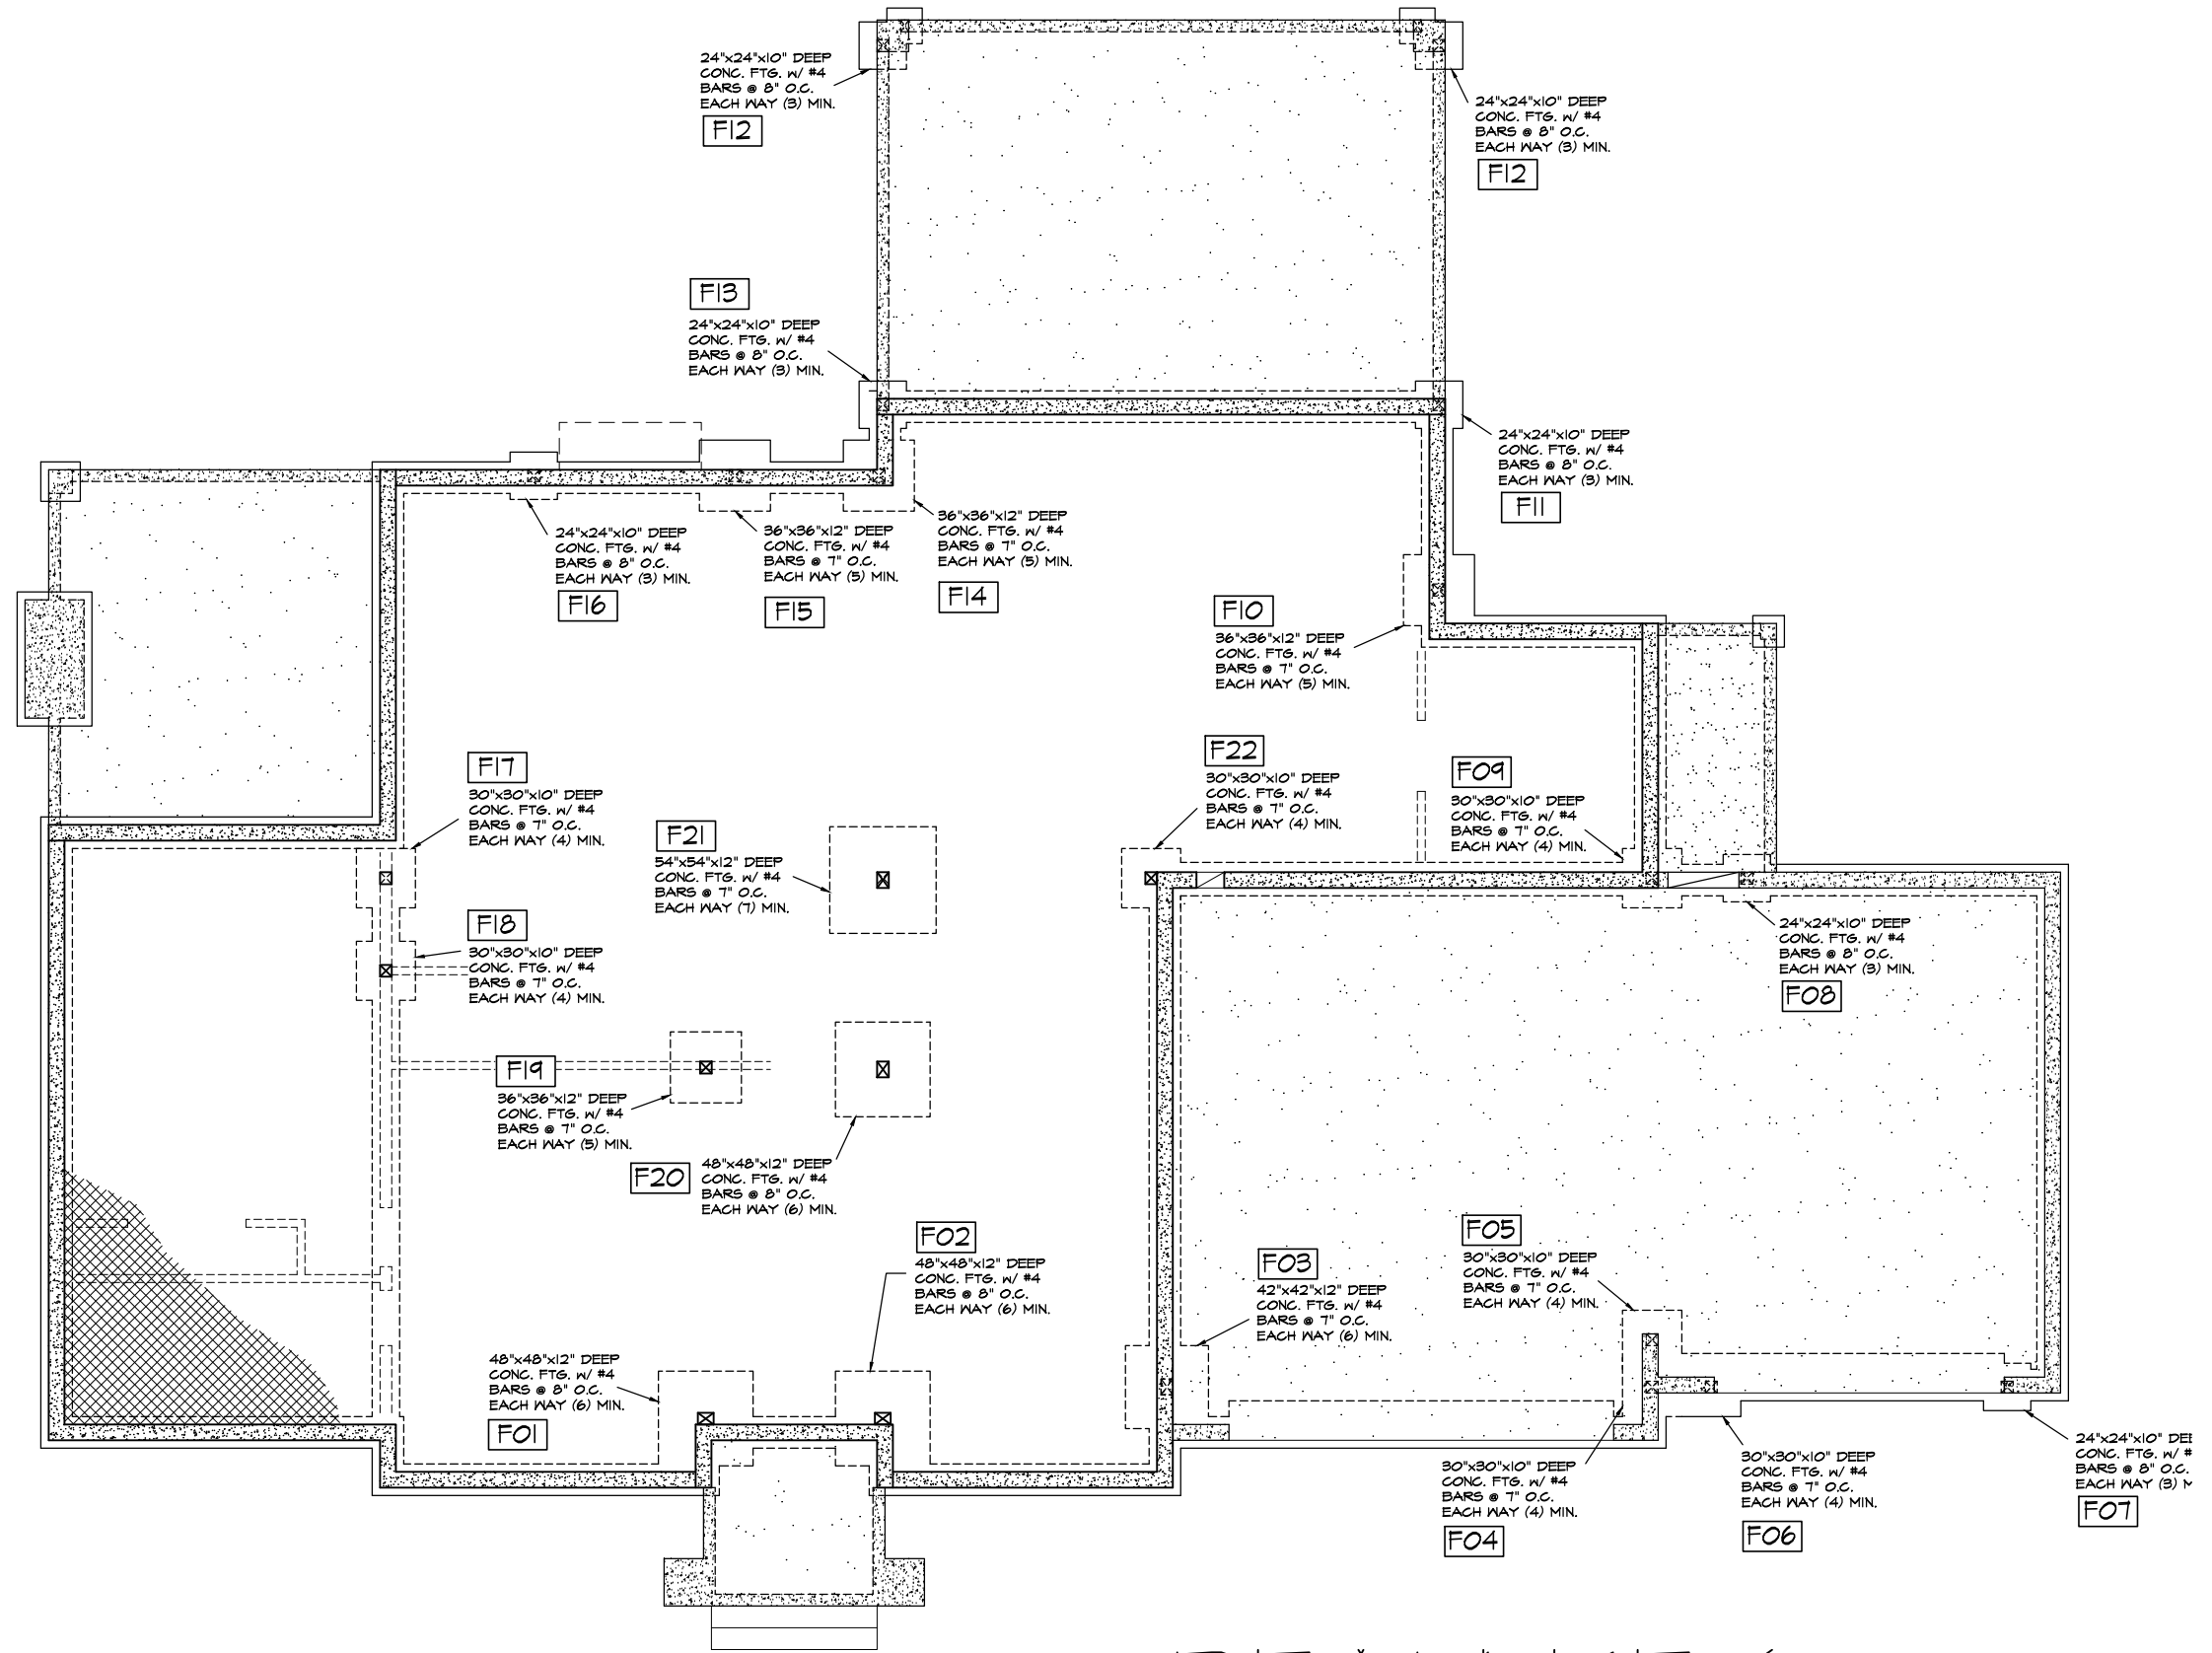 24"x24"x10" DEEP
CONC. FTG. W/ #4
BARS @ 8" O.C.
EACH WAY (3) MIN.
F12
24"x24"x10" DEEP
CONC. FTG. W/ #4
BARS @ 8" O.C.
EACH WAY (3) MIN.
F12
F13
24"x24"x10" DEEP
CONC. FTG. W/ #4
BARS @ 8" O.C.
EACH WAY (3) MIN.
24"x24"x10" DEEP
CONC. FTG. W/ #4
BARS @ 8" O.C.
EACH WAY (3) MIN.
F11
24"x24"x10" DEEP
CONC. FTG. W/ #4
BARS @ 8" O.C.
EACH WAY (3) MIN.
F16
36"x36"x12" DEEP
CONC. FTG. W/ #4
BARS @ 7" O.C.
EACH WAY (5) MIN.
F15
36"x36"x12" DEEP
CONC. FTG. W/ #4
BARS @ 7" O.C.
EACH WAY (5) MIN.
F14
F10
36"x36"x12" DEEP
CONC. FTG. W/ #4
BARS @ 7" O.C.
EACH WAY (5) MIN.
F17
30"x30"x10" DEEP
CONC. FTG. W/ #4
BARS @ 7" O.C.
EACH WAY (4) MIN.
F22
30"x30"x10" DEEP
CONC. FTG. W/ #4
BARS @ 7" O.C.
EACH WAY (4) MIN.
F09
30"x30"x10" DEEP
CONC. FTG. W/ #4
BARS @ 7" O.C.
EACH WAY (4) MIN.
F21
54"x54"x12" DEEP
CONC. FTG. W/ #4
BARS @ 7" O.C.
EACH WAY (7) MIN.
F18
30"x30"x10" DEEP
CONC. FTG. W/ #4
BARS @ 7" O.C.
EACH WAY (4) MIN.
24"x24"x10" DEEP
CONC. FTG. W/ #4
BARS @ 8" O.C.
EACH WAY (3) MIN.
F08
F19
36"x36"x12" DEEP
CONC. FTG. W/ #4
BARS @ 7" O.C.
EACH WAY (5) MIN.
F20
48"x48"x12" DEEP
CONC. FTG. W/ #4
BARS @ 8" O.C.
EACH WAY (6) MIN.
F02
48"x48"x12" DEEP
CONC. FTG. W/ #4
BARS @ 8" O.C.
EACH WAY (6) MIN.
F03
42"x42"x12" DEEP
CONC. FTG. W/ #4
BARS @ 7" O.C.
EACH WAY (6) MIN.
F05
30"x30"x10" DEEP
CONC. FTG. W/ #4
BARS @ 7" O.C.
EACH WAY (4) MIN.
48"x48"x12" DEEP
CONC. FTG. W/ #4
BARS @ 8" O.C.
EACH WAY (6) MIN.
F01
30"x30"x10" DEEP
CONC. FTG. W/ #4
BARS @ 7" O.C.
EACH WAY (4) MIN.
F04
30"x30"x10" DEEP
CONC. FTG. W/ #4
BARS @ 7" O.C.
EACH WAY (4) MIN.
F06
24"x24"x10"
CONC. FTG. W/
BARS @ 8" O.C.
EACH WAY (3)
F07